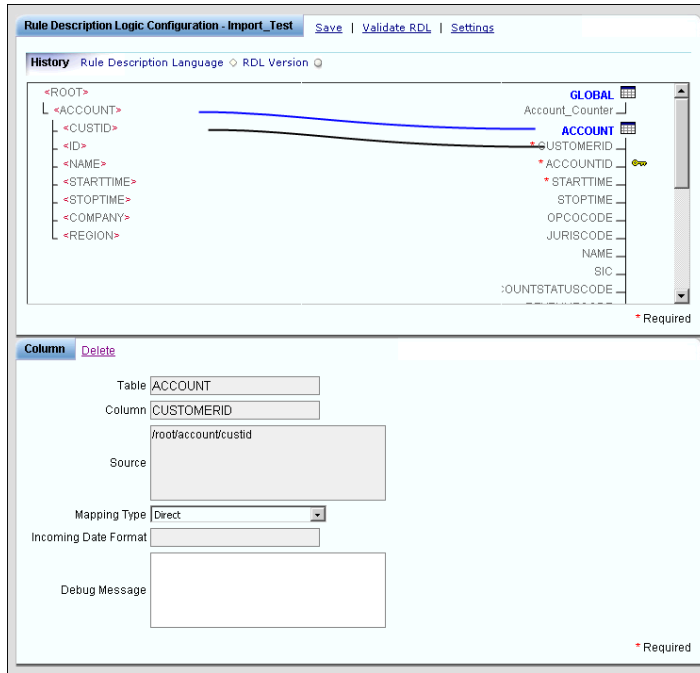 Rule Description Logic Configuration - Import_Test Save | Validate RDL | Settings
History Rule Description Language RDL Version
<ROOT>
<ACCOUNT>
<CUSTID>
<ID>
<NAME>
<STARTTIME>
<STOPTIME>
<COMPANY>
<REGION>
GLOBAL
Account_Counter
ACCOUNT
*CUSTOMERID
*ACCOUNTID
*STARTTIME
STOPTIME
OPCOCODE
JURISCODE
NAME
SIC
COUNTSTATUSCODE
* Required
Column Delete
Table ACCOUNT
Column CUSTOMERID
Source /root/account/custid
Mapping Type Direct
Incoming Date Format
Debug Message
* Required